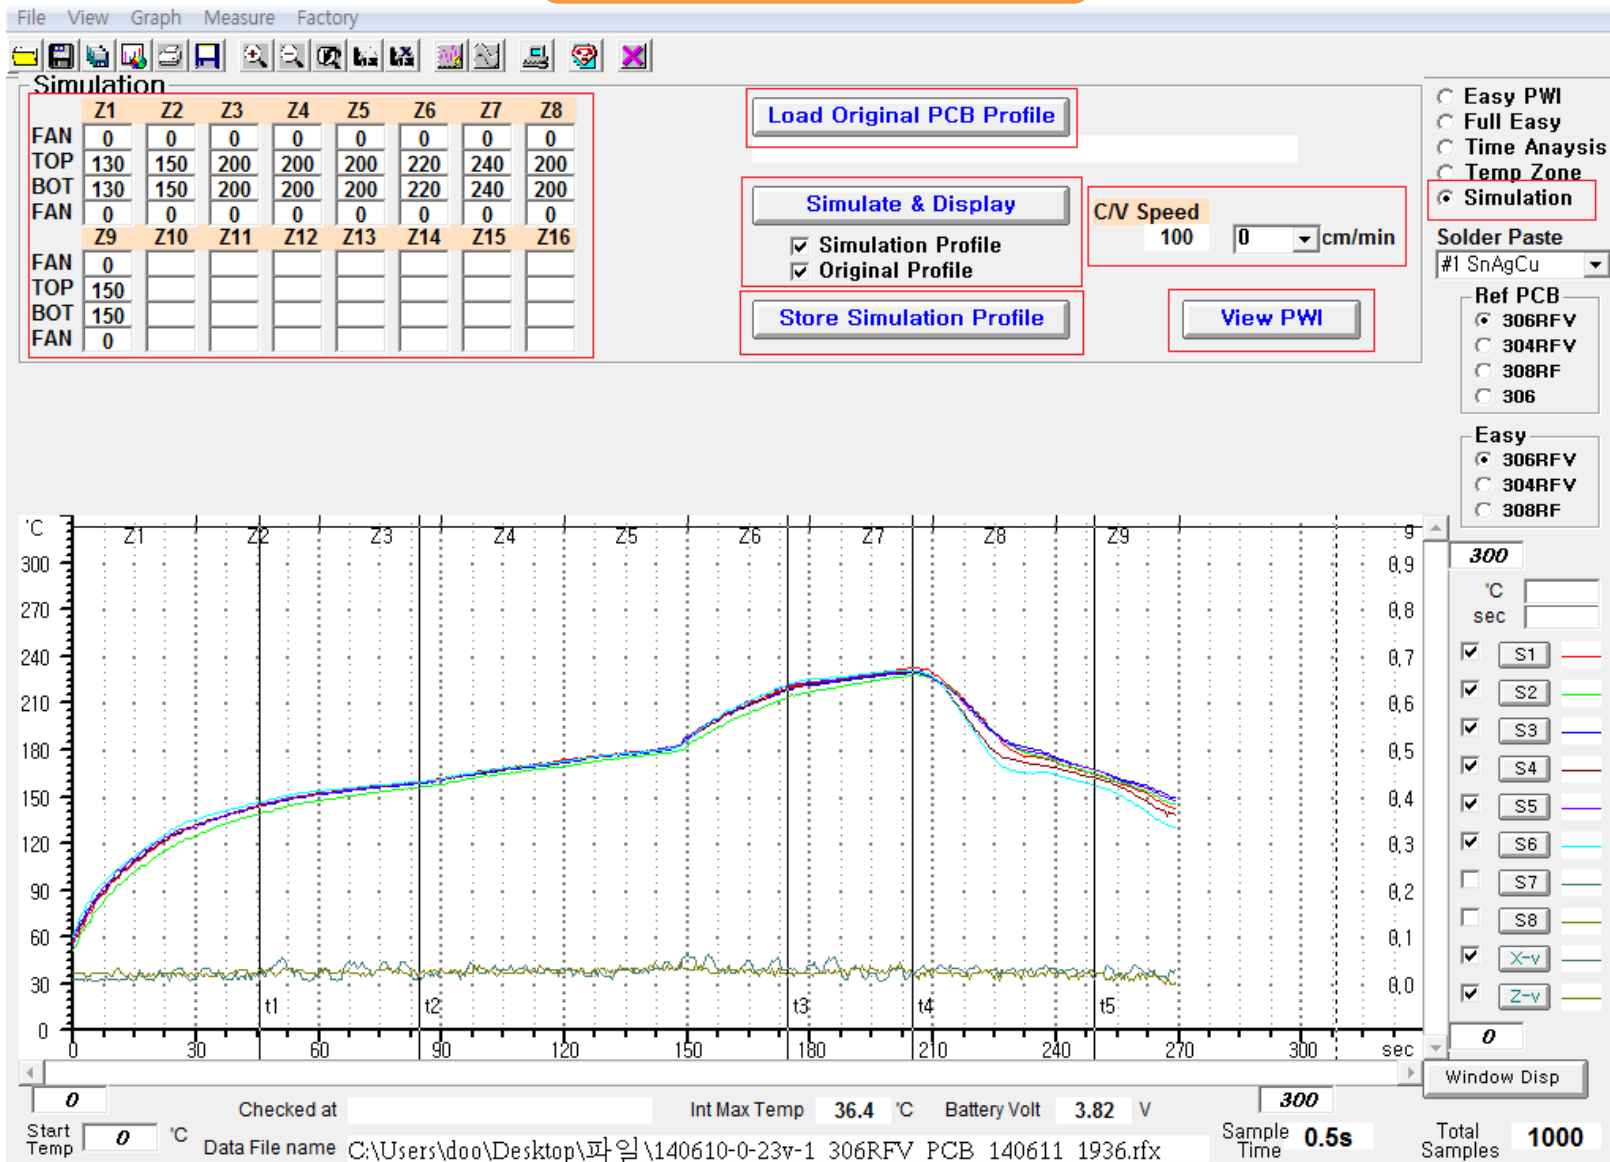 File View Graph Measure Factory
Simulation
Z1 Z2 Z3 Z4 Z5 Z6 Z7 Z8
FAN 0 0 0 0 0 0 0 0
TOP 130 150 200 200 200 220 240 200
BOT 130 150 200 200 200 220 240 200
FAN 0 0 0 0 0 0 0 0
Z9 Z10 Z11 Z12 Z13 Z14 Z15 Z16
FAN 0
TOP 150
BOT 150
FAN 0
Load Original PCB Profile
Simulate & Display
Simulation Profile
Original Profile
Store Simulation Profile
C/V Speed
100 0 cm/min
View PWI
Easy PWI
Full Easy
Time Anaysis
Temp Zone
Simulation
Solder Paste
#1 SnAgCu
Ref PCB
306RFV
304RFV
308RF
306
Easy
306RFV
304RFV
308RF
'C Z1 Z2 Z3 Z4 Z5 Z6 Z7 Z8 Z9 g
300 0,9
270 0,8
240 0,7
210 0,6
180 0,5
150 0,4
120 0,3
90 0,2
60 0,1
30 0,0
t1 t2 t3 t4 t5
0
0 30 60 90 120 150 180 210 240 270 300 sec
300
'C
sec
S1
S2
S3
S4
S5
S6
S7
S8
X-v
Z-v
0
Window Disp
0 Checked at Int Max Temp 36.4 'C Battery Volt 3.82 V 300
Start Temp 0 'C Data File name C:\Users\doo\Desktop\파일\140610-0-23v-1_306RFV_PCB_140611_1936.rfx Sample Time 0.5s Total Samples 1000